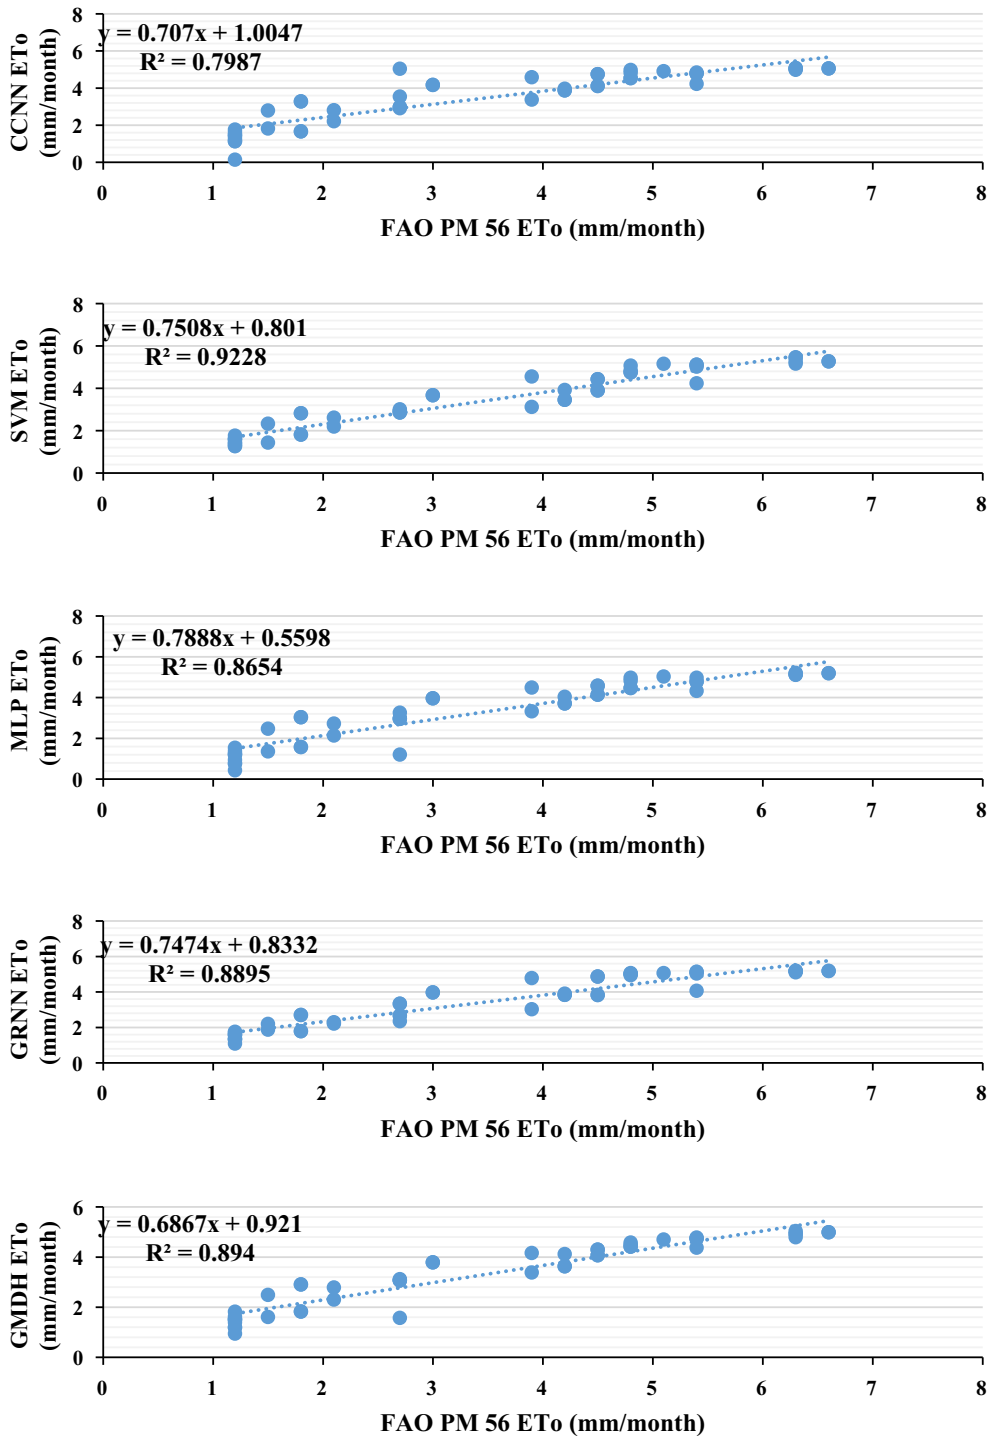 CCNN ETo
(mm/month)
8
6
4
2
0
y = 0.707x + 1.0047
R² = 0.7987
0 1 2 3 4 5 6 7 8
FAO PM 56 ETo (mm/month)
SVM ETo
(mm/month)
8
6
4
2
0
y = 0.7508x + 0.801
R² = 0.9228
0 1 2 3 4 5 6 7 8
FAO PM 56 ETo (mm/month)
MLP ETo
(mm/month)
8
6
4
2
0
y = 0.7888x + 0.5598
R² = 0.8654
0 1 2 3 4 5 6 7 8
FAO PM 56 ETo (mm/month)
GRNN ETo
(mm/month)
8
6
4
2
0
y = 0.7474x + 0.8332
R² = 0.8895
0 1 2 3 4 5 6 7 8
FAO PM 56 ETo (mm/month)
GMDH ETo
(mm/month)
6
4
2
0
y = 0.6867x + 0.921
R² = 0.894
0 1 2 3 4 5 6 7 8
FAO PM 56 ETo (mm/month)